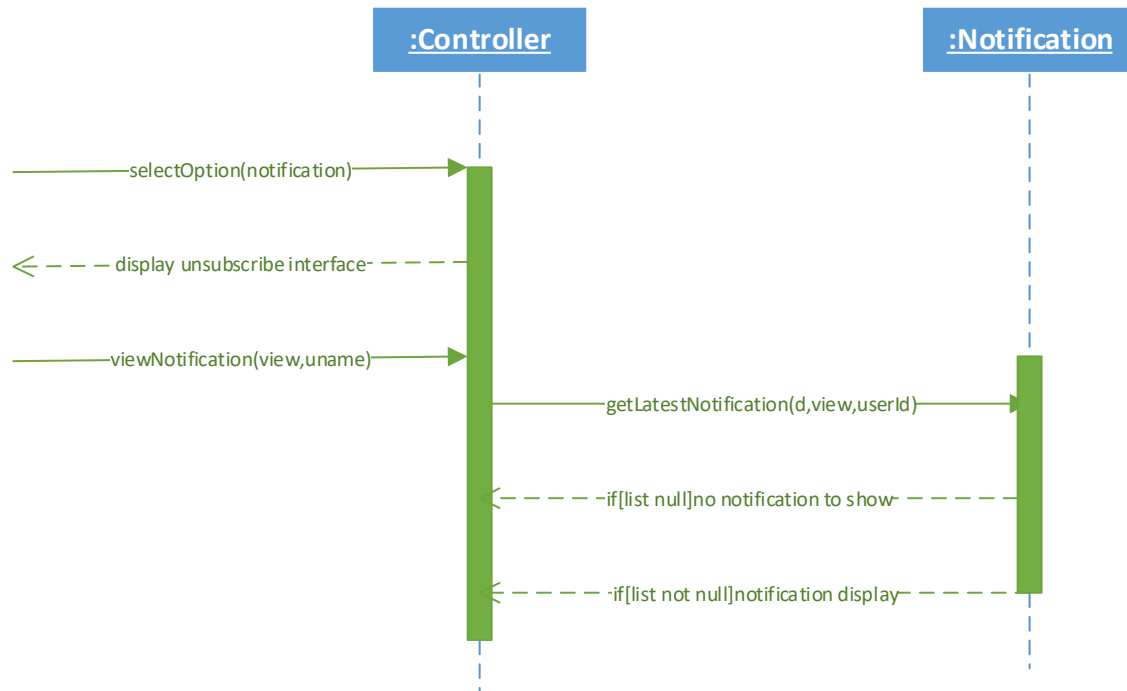 :Controller
:Notification
selectOption(notification)
display unsubscribe interface
viewNotification(view,uname)
getLatestNotification(d,view,userId)
if[list null]no notification to show
if[list not null]notification display